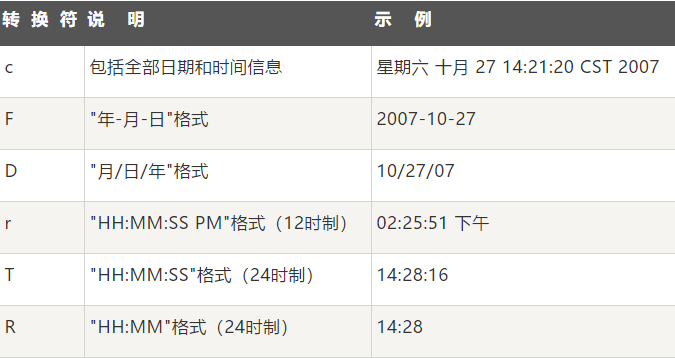 转 换 符 说 明 示 例
c 包括全部日期和时间信息 星期六 十月 27 14:21:20 CST 2007
F "年-月-日"格式 2007-10-27
D "月/日/年"格式 10/27/07
r "HH:MM:SS PM"格式（12时制） 02:25:51 下午
T "HH:MM:SS"格式（24时制） 14:28:16
R "HH:MM"格式（24时制） 14:28